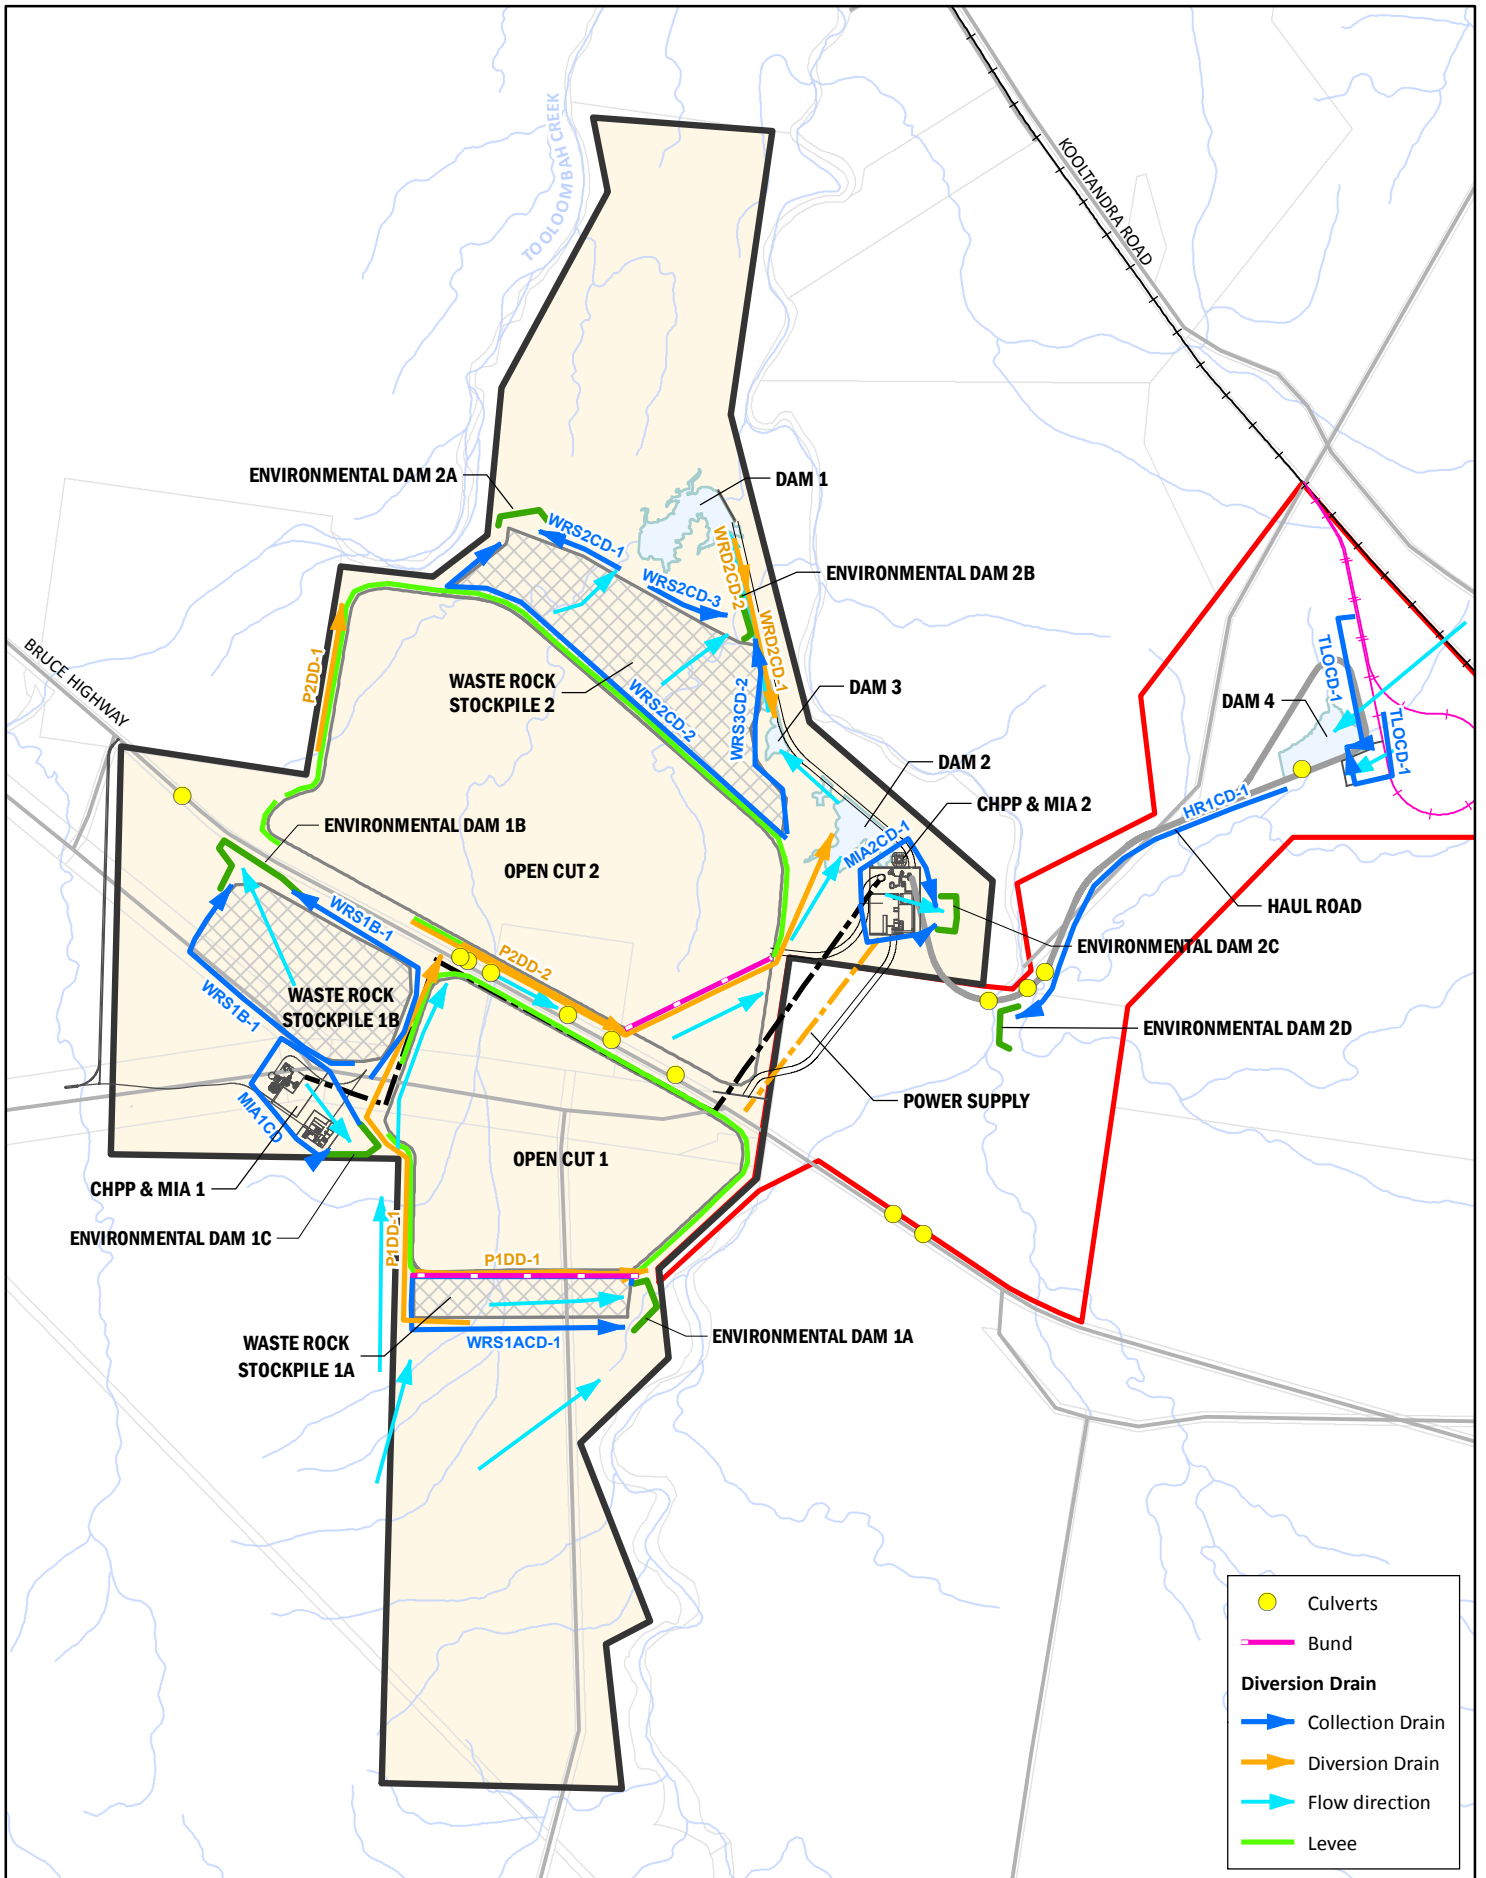 TOOLOOMBAH CREEK
KOOLTANDRA ROAD
ENVIRONMENTAL DAM 2A
DAM 1
WRS2CD-1
WRD2CD-2
ENVIRONMENTAL DAM 2B
WRS2CD-3
WRD2CD-1
BRUCE HIGHWAY
P2DD-1
WASTE ROCK
STOCKPILE 2
WRS2CD-2
WRS3CD-2
DAM 3
TLOCD-1
DAM 4
TLOCD-1
DAM 2
CHPP & MIA 2
HR1CD-1
ENVIRONMENTAL DAM 1B
MIA2CD-1
OPEN CUT 2
HAUL ROAD
WRS1B-1
ENVIRONMENTAL DAM 2C
P2DD-2
WASTE ROCK
STOCKPILE 1B
WRS1B-1
ENVIRONMENTAL DAM 2D
MIA1CD
POWER SUPPLY
OPEN CUT 1
CHPP & MIA 1
ENVIRONMENTAL DAM 1C
P1DD-1
P1DD-1
WASTE ROCK
STOCKPILE 1A
WRS1ACD-1
ENVIRONMENTAL DAM 1A
Culverts
Bund
Diversion Drain
Collection Drain
Diversion Drain
Flow direction
Levee